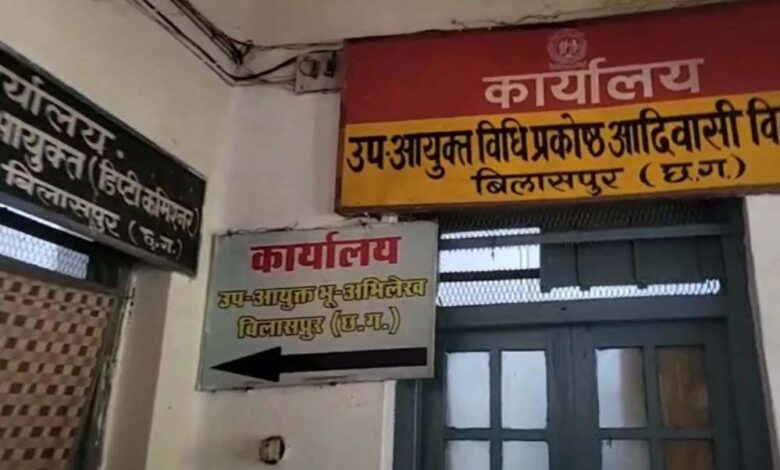 कार्यालय
उप-आयुक्त विधि प्रकोष्ठ आदिवासी
बिलासपुर (छ.ग.)
कार्यालय
उप-आयुक्त भू-अभिलेख
बिलासपुर (छ.ग.)
आयुक्त (डिप्टी कमिश्नर)
बिलासपुर (छ.ग.)